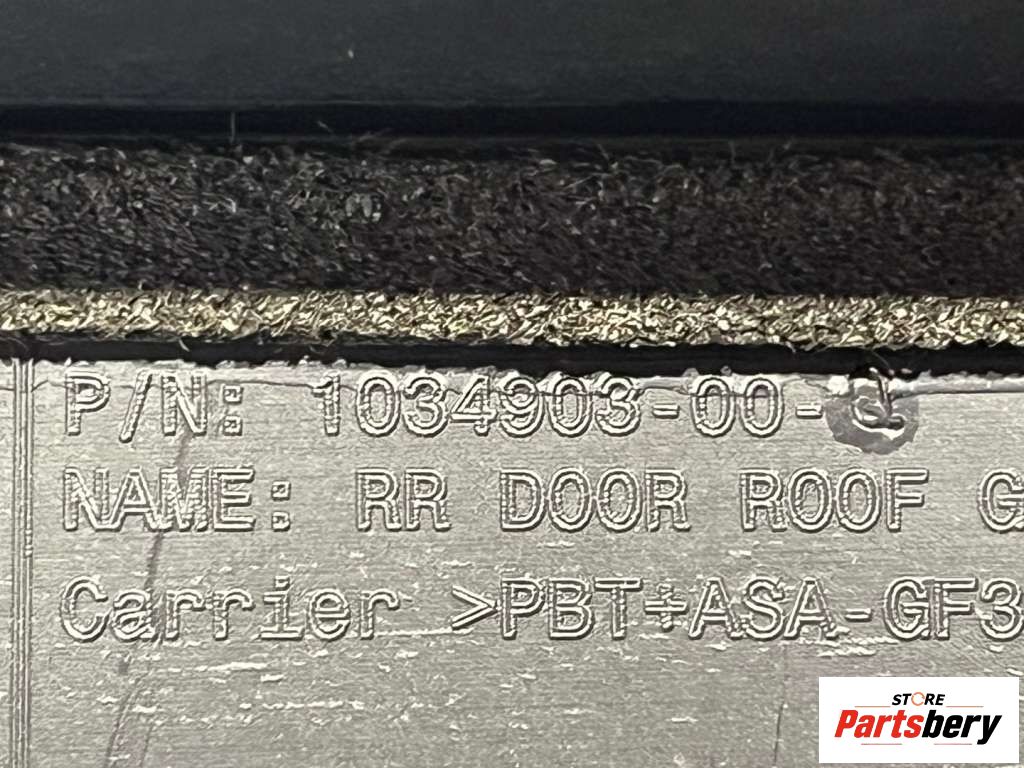 P/N: 1034903-00-
NAME: RR DOOR ROOF G
Carrier >PBT+ASA-GF3
STORE
Partsbery